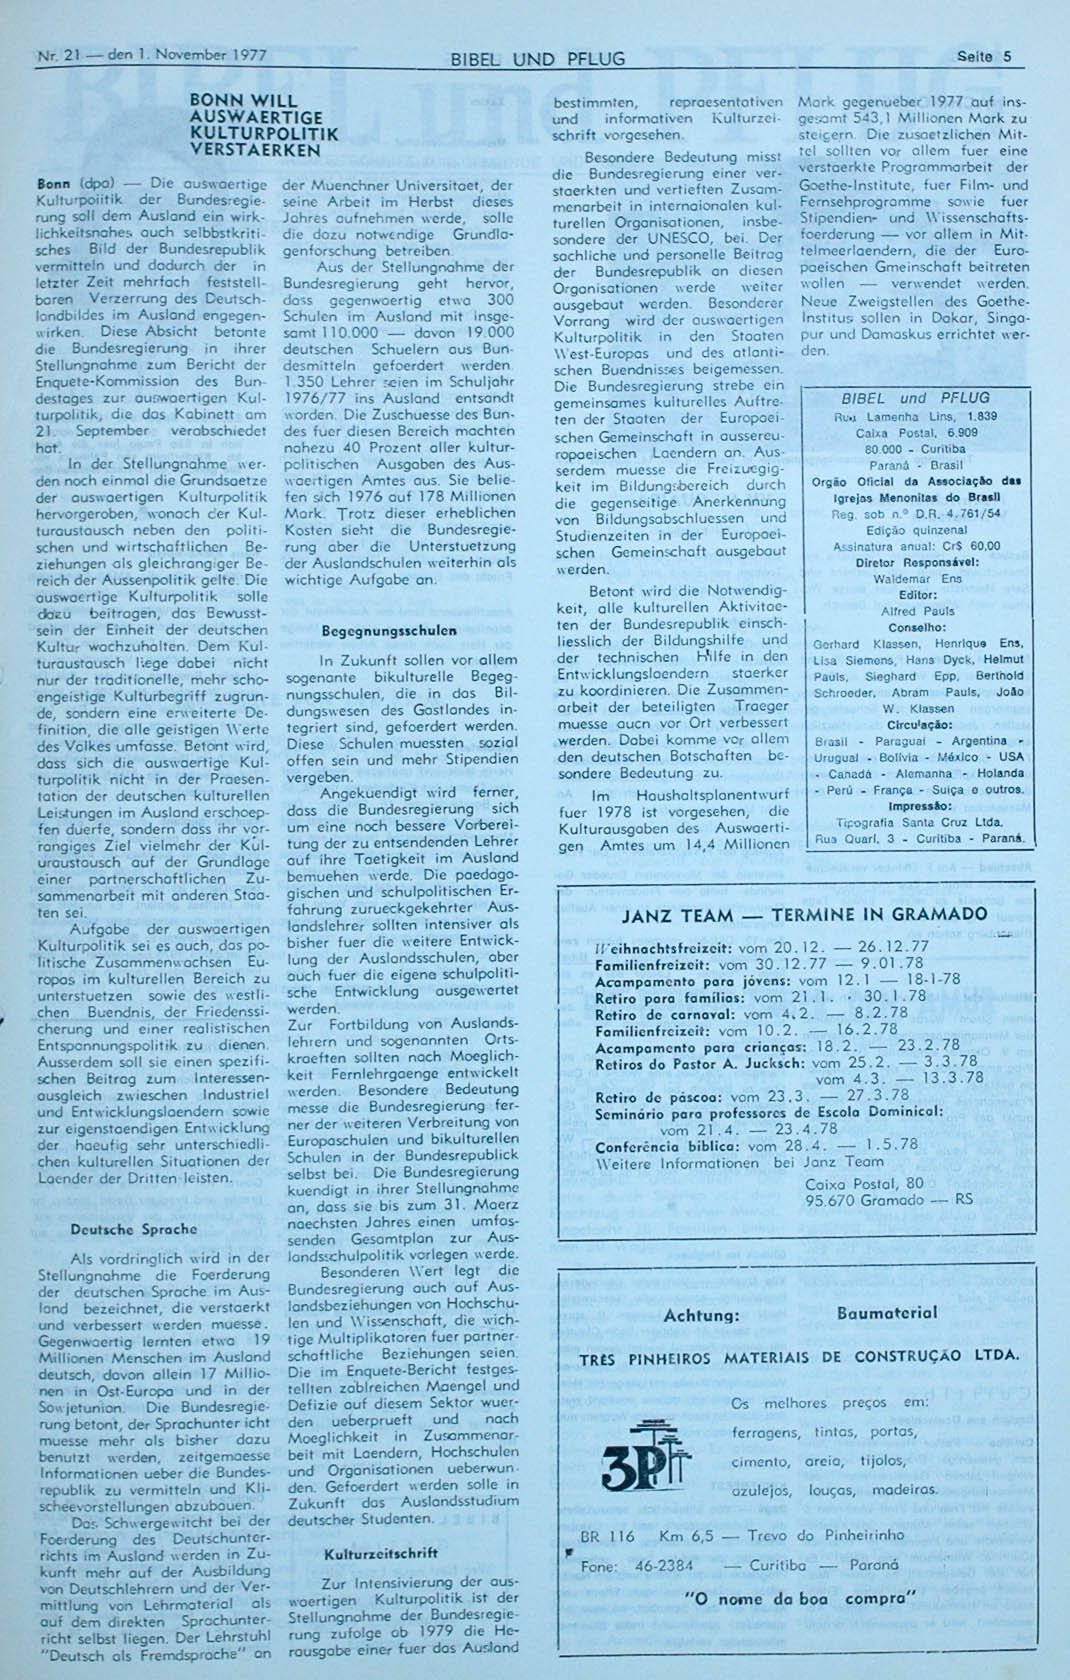 Nr. 21 — den 1. November 1977
BIBEL UND PFLUG
Seite 5
BONN WILL
AUSWAERTIGE
KULTURPOLITIK
VERSTAERKEN
Bonn (dpa) — Die auswaertige
Kulturpolitik der Bundesregie-
rung soll dem Ausland ein wirk-
lichkeitsnahes auch selbbstkriti-
sches Bild der Bundesrepublik
vermitteln und dadurch der in
letzter Zeit mehrfach feststell-
baren Verzerrung des Deutsch-
landbildes im Ausland engegen-
wirken. Diese Absicht betonte
die Bundesregierung in ihrer
Stellungnahme zum Bericht der
Enquete-Kommission des Bun-
destages zur auswaertigen Kul-
turpolitik, die das Kabinett am
21. September verabschiedet
hat.
In der Stellungnahme wer-
den noch einmal die Grundsaetze
der auswaertigen Kulturpolitik
hervorgeroben, wonach der Kul-
turaustausch neben den politi-
schen und wirtschaftlichen Be-
ziehungen als gleichrangiger Be-
reich der Aussenpolitik gelte. Die
auswaertige Kulturpolitik solle
dazu beitragen, das Bewusst-
sein der Einheit der deutschen
Kultur wachzuhalten. Dem Kul-
turaustausch liege dabei nicht
nur der traditionelle, mehr scho-
engeistige Kulturbegriff zugrun-
de, sondern eine erweiterte De-
finition, die alle geistigen Werte
des Volkes umfasse. Betont wird,
dass sich die auswaertige Kul-
turpolitik nicht in der Praesen-
tation der deutschen kulturellen
Leistungen im Ausland erschoep-
fen duerfe, sondern dass ihr vor-
rangiges Ziel vielmehr der Kul-
uraustausch auf der Grundlage
einer partnerschaftlichen Zu-
sammenarbeit mit anderen Staa-
ten sei.
Aufgabe der auswaertigen
Kulturpolitik sei es auch, das po-
litische Zusammenwachsen Eu-
ropas im kulturellen Bereich zu
unterstuetzen sowie des westli-
chen Buendnis, der Friedenssi-
cherung und einer realistischen
Entspannungspolitik zu dienen.
Ausserdem soll sie einen spezifi-
schen Beitrag zum Interessen-
ausgleich zwieschen Industriel
und Entwicklungslaendern sowie
zur eigenstaendigen Entwicklung
der haeufig sehr unterschiedli-
chen kulturellen Situationen der
Laender der Dritten leisten.
Deutsche Sprache
Als vordringlich wird in der
Stellungnahme die Foerderung
der deutschen Sprache im Aus-
land bezeichnet, die verstaerkt
und verbessert werden muesse.
Gegenwaertig lernten etwa 19
Millionen Menschen im Ausland
deutsch, davon allein 17 Millio-
nen in Ost-Europa und in der
Sowjetunion. Die Bundesregie-
rung betont, der Sprachunter icht
muesse mehr als bisher dazu
benutzt werden, zeitgemaesse
Informationen ueber die Bundes-
republik zu vermitteln und Kli-
scheevorstellungen abzubauen.
Das Schwergewitcht bei der
Foerderung des Deutschunter-
richts im Ausland werden in Zu-
kunft mehr auf der Ausbildung
von Deutschlehrern und der Ver-
mittlung von Lehrmaterial als
auf dem direkten Sprachunter-
richt selbst liegen. Der Lehrstuhl
"Deutsch als Fremdsprache" an
der Muenchner Universitaet, der
seine Arbeit im Herbst dieses
Jahres aufnehmen werde, solle
die dazu notwendige Grundla-
genforschung betreiben.
Aus der Stellungnahme der
Bundesregierung geht hervor,
dass gegenwaertig etwa 300
Schulen im Ausland mit insge-
samt 110.000 — davon 19.000
deutschen Schuelern aus Bun-
desmitteln gefoerdert werden.
1.350 Lehrer seien im Schuljahr
1976/77 ins Ausland entsandt
worden. Die Zuschuesse des Bun-
des fuer diesen Bereich machten
nahezu 40 Prozent aller kultur-
politischen Ausgaben des Aus-
waertigen Amtes aus. Sie belie-
fen sich 1976 auf 178 Millionen
Mark. Trotz dieser erheblichen
Kosten sieht die Bundesregie-
rung aber die Unterstuetzung
der Auslandschulen weiterhin als
wichtige Aufgabe an.
Begegnungsschulen
In Zukunft sollen vor allem
sogenante bikulturelle Begeg-
nungsschulen, die in das Bil-
dungswesen des Gastlandes in-
tegriert sind, gefoerdert werden.
Diese Schulen muessten sozial
offen sein und mehr Stipendien
vergeben.
Angekuendigt wird ferner,
dass die Bundesregierung sich
um eine noch bessere Vorberei-
tung der zu entsendenden Lehrer
auf ihre Taetigkeit im Ausland
bemuehen werde. Die paedago-
gischen und schulpolitischen Er-
fahrung zurueckgekehrter Aus-
landslehrer sollten intensiver als
bisher fuer die weitere Entwick-
lung der Auslandsschulen, aber
auch fuer die eigena schulpoliti-
sche Entwicklung ausgewertet
werden.
Zur Fortbildung von Auslands-
lehrern und sogenannten Orts-
kraeften sollten nach Moeglich-
keit Fernlehrgaenge entwickelt
werden. Besondere Bedeutung
messe die Bundesregierung fer-
ner der weiteren Verbreitung von
Europaschulen und bikulturellen
Schulen in der Bundesrepublick
selbst bei. Die Bundesregierung
kuendigt in ihrer Stellungnahme
an, dass sie bis zum 31. Maerz
naechsten Jahres einen umfas-
senden Gesamtplan zur Aus-
landsschulpolitik vorlegen werde.
Besonderen Wert legt die
Bundesregierung auch auf Aus-
landsbeziehungen von Hochschu-
len und Wissenschaft, die wich-
tige Multiplikatoren fuer partner-
schaftliche Beziehungen seien.
Die im Enquete-Bericht festges-
tellten zablreichen Maengel und
Defizie auf diesem Sektor wuer-
den ueberprueft und nach
Moeglichkeit in Zusammenar-
beit mit Laendern, Hochschulen
und Organisationen ueberwun-
den. Gefoerdert werden solle in
Zukunft das Auslandsstudium
deutscher Studenten.
Kulturzeitschrift
Zur Intensivierung der aus-
waertigen Kulturpolitik ist der
Stellungnahme der Bundesregie-
rung zufolge ob 1979 die He-
rausgabe einer fuer das Ausland
bestimmten, repraesentativen
und informativen Kulturzei-
schrift vorgesehen.
Besondere Bedeutung misst
die Bundesregierung einer ver-
staerkten und vertieften Zusam-
menarbeit in internationalen kul-
turellen Organisationen, insbe-
sondere der UNESCO, bei. Der
sachliche und personelle Beitrag
der Bundesrepublik an diesen
Organisationen werde weiter
ausgebaut werden. Besonderer
Vorrang wird der auswaertigen
Kulturpolitik in den Staaten
West-Europas und des atlanti-
schen Buendnisses beigemessen.
Die Bundesregierung strebe ein
gemeinsames kulturelles Auftre-
ten der Staaten der Europaei-
schen Gemeinschaft in aussereu-
ropaeischen Laendern an. Aus-
serdem muesse die Freizuegig-
keit im Bildungsbereich durch
die gegenseitige Anerkennung
von Bildungsabschluessen und
Studienzeiten in der Europaei-
schen Gemeinschaft ausgebaut
werden.
Betont wird die Notwendig-
keit, alle kulturellen Aktivitae-
ten der Bundesrepublik einsch-
liesslich der Bildungshilfe und
der technischen Hilfe in den
Entwicklungslaendern staerker
zu koordinieren. Die Zusammen-
arbeit der beteiligten Traeger
muesse aucn vor Ort verbessert
werden. Dabei komme vor allem
den deutschen Botschaften be-
sondere Bedeutung zu.
Im Haushaltsplanentwurf
fuer 1978 ist vorgesehen, die
Kulturausgaben des Auswaerti-
gen Amtes um 14,4 Millionen
Mark gegenueber 1977 auf ins-
gesamt 543,1 Millionen Mark zu
steigern. Die zusaetzlichen Mit-
tel sollten vor allem fuer eine
verstaerkte Programmarbeit der
Goethe-Institute, fuer Film- und
Fernsehprogramme sowie fuer
Stipendien- und Wissenschafts-
foerderung — vor allem in Mit-
telmeerlaendern, die der Euro-
paeischen Gmeinschaft beitreten
wollen — verwendet werden.
Neue Zweigstellen des Goethe-
Institus sollen in Dakar, Singa-
pur und Damaskus errichtet wer-
den.
BIBEL und PFLUG
Rua Lamenha Lins, 1.839
Caixa Postal, 6.909
80.000 - Curitiba
Paraná - Brasil
Orgão Oficial da Associação das
Igrejas Menonitas do Brasil
Reg. sob n.º D.R. 4.761/54
Edição quinzenal
Assinatura anual: Cr$ 60,00
Diretor Responsável:
Waldemar Ens
Editor:
Alfred Pauls
Conselho:
Gerhard Klassen, Henrique Ens,
Lisa Siemens, Hans Dyck, Helmut
Pauls, Sieghard Epp, Berthold
Schroeder, Abram Pauls, João
W. Klassen
Circulação:
Brasil - Paraguai - Argentina -
Uruguai - Bolívia - México - USA
- Canadá - Alemanha - Holanda
- Perú - França - Suiça e outros.
Impressão:
Tipografia Santa Cruz Ltda.
Rua Quari, 3 - Curitiba - Paraná.
JANZ TEAM — TERMINE IN GRAMADO
Weihnachtsfreizeit: vom 20.12. — 26.12.77
Familienfreizeit: vom 30.12.77 — 9.01.78
Acampamento para jóvens: vom 12.1 — 18-1-78
Retiro para famílias: vom 21.1. - 30.1.78
Retiro de carnaval: vom 4.2. — 8.2.78
Familienfreizeit: vom 10.2. — 16.2.78
Acampamento para crianças: 18.2. — 23.2.78
Retiros do Pastor A. Jucksch: vom 25.2. — 3.3.78
vom 4.3. — 13.3.78
Retiro de páscoa: vom 23.3. — 27.3.78
Seminário para professores de Escola Dominical:
vom 21.4. — 23.4.78
Conferência bíblica: vom 28.4. — 1.5.78
Weitere Informationen bei Janz Team
Caixa Postal, 80
95.670 Gramado — RS
Achtung: Baumaterial
TRÊS PINHEIROS MATERIAIS DE CONSTRUÇÃO LTDA.
Os melhores preços em:
ferragens, tintas, portas,
cimento, areia, tijolos,
azulejos, louças, madeiras.
3P
BR 116 Km 6,5 — Trevo do Pinheirinho
Fone: 46-2384 — Curitiba — Paraná
"O nome da boa compra"